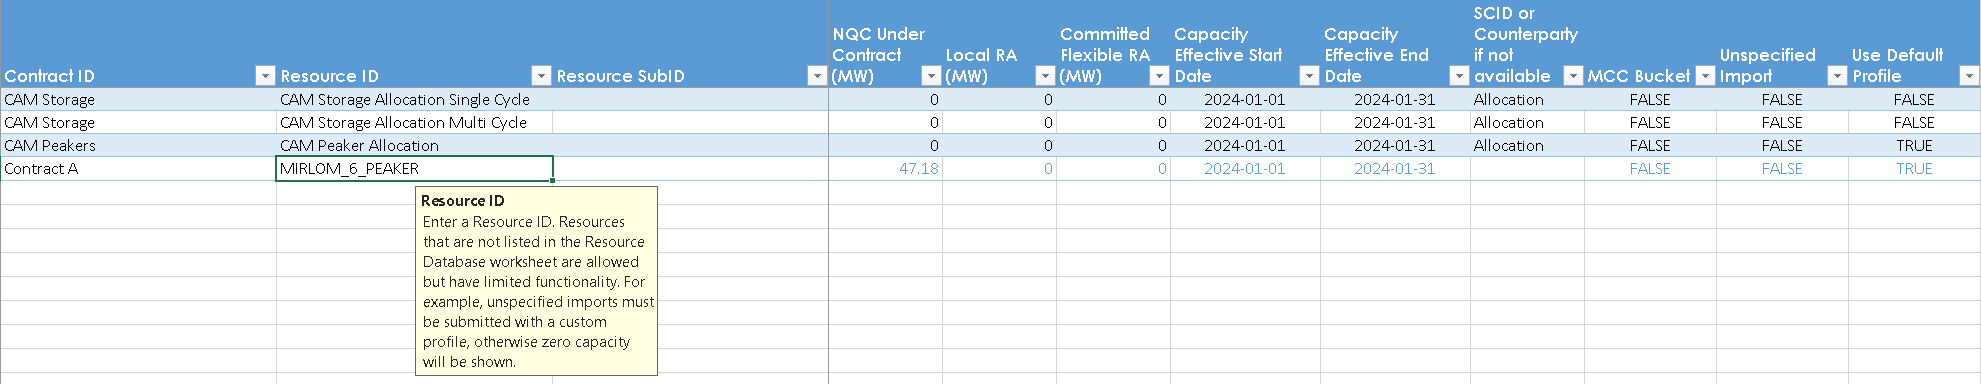 Contract ID Resource ID Resource SubID NQC Under Contract (MW) Local RA (MW) Committed Flexible RA (MW) Capacity Effective Start Date Capacity Effective End Date SCID or Counterparty if not available MCC Bucket Unspecified Import Use Default Profile
CAM Storage CAM Storage Allocation Single Cycle 0 0 0 2024-01-01 2024-01-31 Allocation FALSE FALSE FALSE
CAM Storage CAM Storage Allocation Multi Cycle 0 0 0 2024-01-01 2024-01-31 Allocation FALSE FALSE FALSE
CAM Peakers CAM Peaker Allocation 0 0 0 2024-01-01 2024-01-31 Allocation FALSE FALSE TRUE
Contract A MIRLOM_6_PEAKER 47.18 0 0 2024-01-01 2024-01-31 FALSE FALSE TRUE
Resource ID
Enter a Resource ID. Resources
that are not listed in the Resource
Database worksheet are allowed
but have limited functionality. For
example, unspecified imports must
be submitted with a custom
profile, otherwise zero capacity
will be shown.